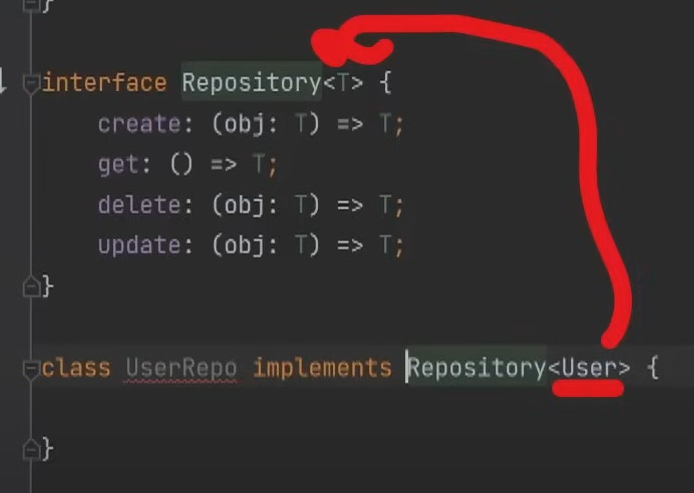 }
interface Repository<T> {
create: (obj: T) => T;
get: () => T;
delete: (obj: T) => T;
update: (obj: T) => T;
}
class UserRepo implements Repository<User> {
}